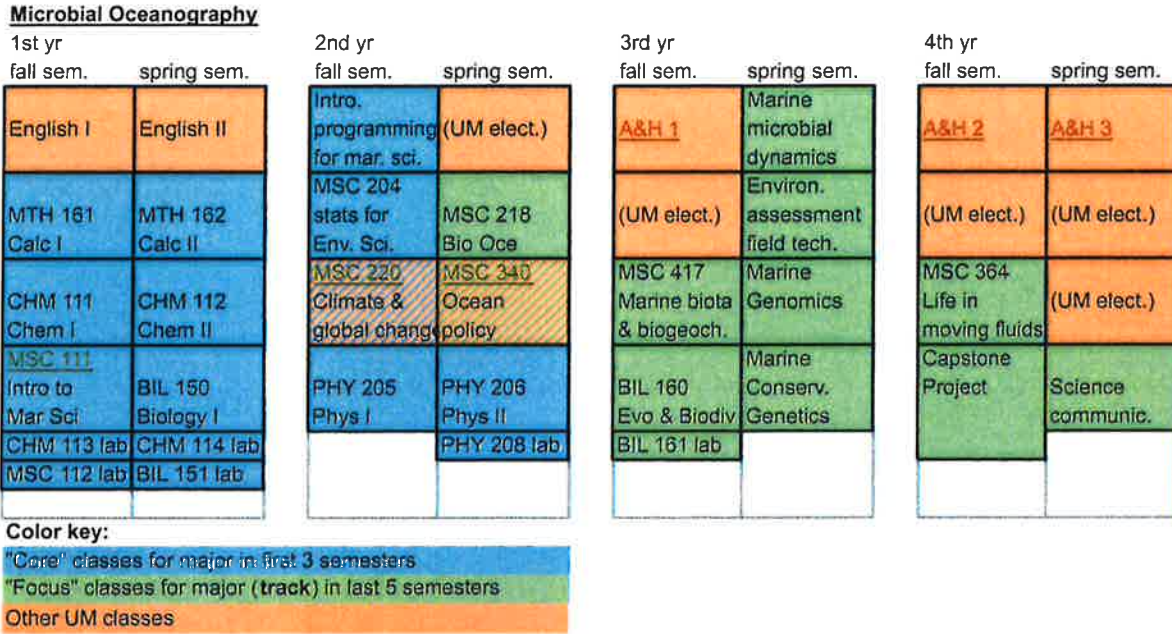 Microbial Oceanography
1st yr
fall sem.
spring sem.
English I
English II
MTH 161
Calc I
MTH 162
Calc II
CHM 111
Chem I
CHM 112
Chem II
MSC 111
Intro to
Mar Sci
BIL 150
Biology I
CHM 113 lab
CHM 114 lab
MSC 112 lab
BIL 151 lab
2nd yr
fall sem.
spring sem.
Intro.
programming
for mar. sci.
(UM elect.)
MSC 204
stats for
Env. Sci.
MSC 218
Bio Oce
MSC 220
Climate &
global change
MSC 340
Ocean
policy
PHY 205
Phys I
PHY 206
Phys II
PHY 208 lab
3rd yr
fall sem.
spring sem.
A&H 1
Marine
microbial
dynamics
(UM elect.)
Environ.
assessment
field tech.
MSC 417
Marine biota
& biogeoch.
Marine
Genomics
BIL 160
Evo & Biodiv
Marine
Conserv.
Genetics
BIL 161 lab
4th yr
fall sem.
spring sem.
A&H 2
A&H 3
(UM elect.)
(UM elect.)
MSC 364
Life in
moving fluids
(UM elect.)
Capstone
Project
Science
communic.
Color key:
"Core" classes for major in first 3 semesters
"Focus" classes for major (track) in last 5 semesters
Other UM classes